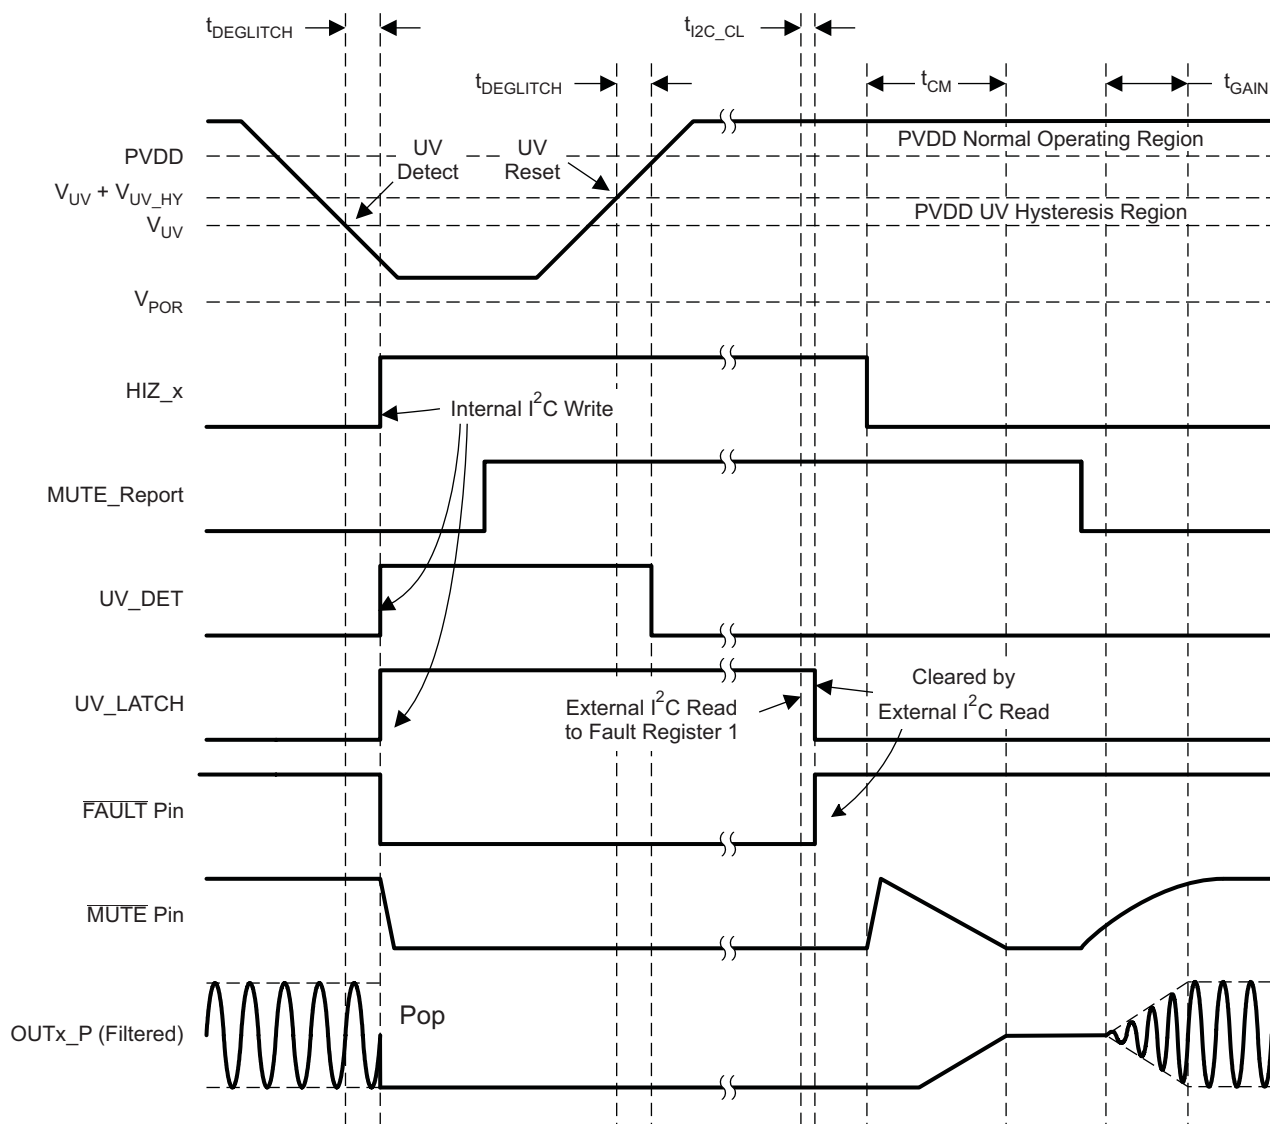 tDEGLITCH
tI2C_CL
tDEGLITCH
tCM
tGAIN
PVDD Normal Operating Region
UV
Detect
UV
Reset
PVDD
VUV + VUV_HY
PVDD UV Hysteresis Region
VUV
VPOR
HIZ_x
Internal I2C Write
MUTE_Report
UV_DET
UV_LATCH
External I2C Read
to Fault Register 1
Cleared by
External I2C Read
FAULT Pin
MUTE Pin
Pop
OUTx_P (Filtered)